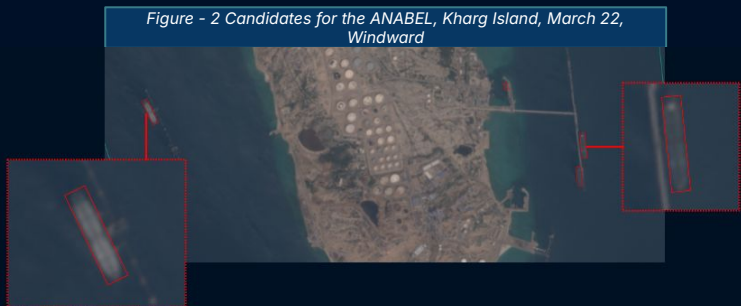 Figure - 2 Candidates for the ANABEL, Kharg Island, March 22,
Windward